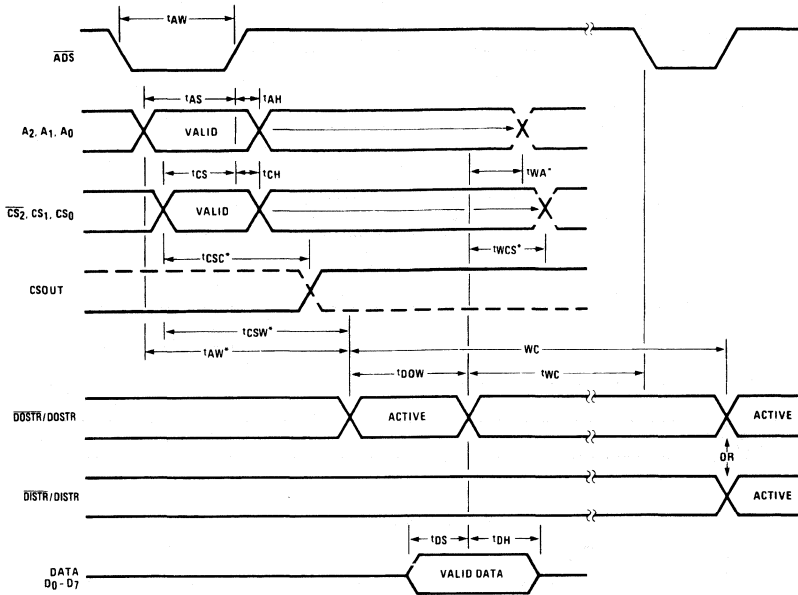 tAW
ADS
tAS
tAH
A2, A1, A0
VALID
tCS
tCH
tWA*
CS2, CS1, CS0
VALID
tCSC*
tWCS*
CSOUT
tCSW*
tAW*
WC
tDOW
tWC
DOSTR/DOSTR
ACTIVE
ACTIVE
OR
DISTR/DISTR
ACTIVE
tDS
tDH
DATA
D0-D7
VALID DATA